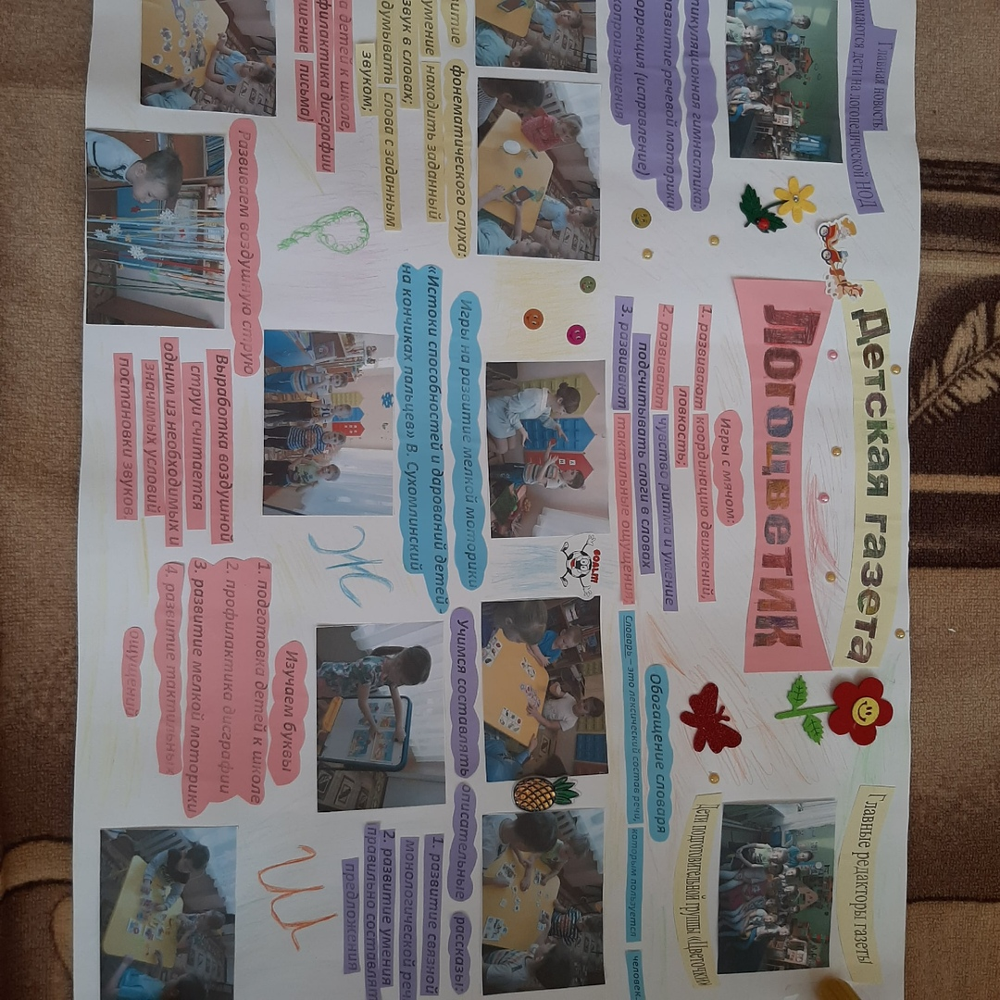 Детская газета
Логоцветик
Главная новость:
занимаются дети на логопедической НОД
Артикуляционная гимнастика:
развитие речевой моторики
коррекция (исправление)
звукопроизношения
фонематического слуха:
умение находить заданный
звук в словах;
придумывать слова с заданным
звуком;
детей к школе,
профилактика дисграфии
письма)
Развиваем воздушную струю
Игры с мячом:
1. развивают координацию движений,
ловкость;
2. развивают чувство ритма и умение
подсчитывать слоги в словах
3. развивают тактильные ощущения
ГОЛ!!!
Игры на развитие мелкой моторики
«Истоки способностей и дарований детей
на кончиках пальцев» В. Сухомлинский
Выработка воздушной
струи считается
одним из необходимых и
значимых условий
постановки звуков.
Ж
Главные редакторы газеты
Дети подготовительной группы «Цветочки»
Обогащение словаря
Словарь – это лексический состав речи, которым пользуется человек.
Учимся составлять описательные рассказы:
1. развитие связной
монологической речи
2. развитие умения
правильно составлять
предложения
Изучаем буквы
1. подготовка детей к школе
2. профилактика дисграфии
3. развитие мелкой моторики
4. развитие тактильных
ощущений
Ш